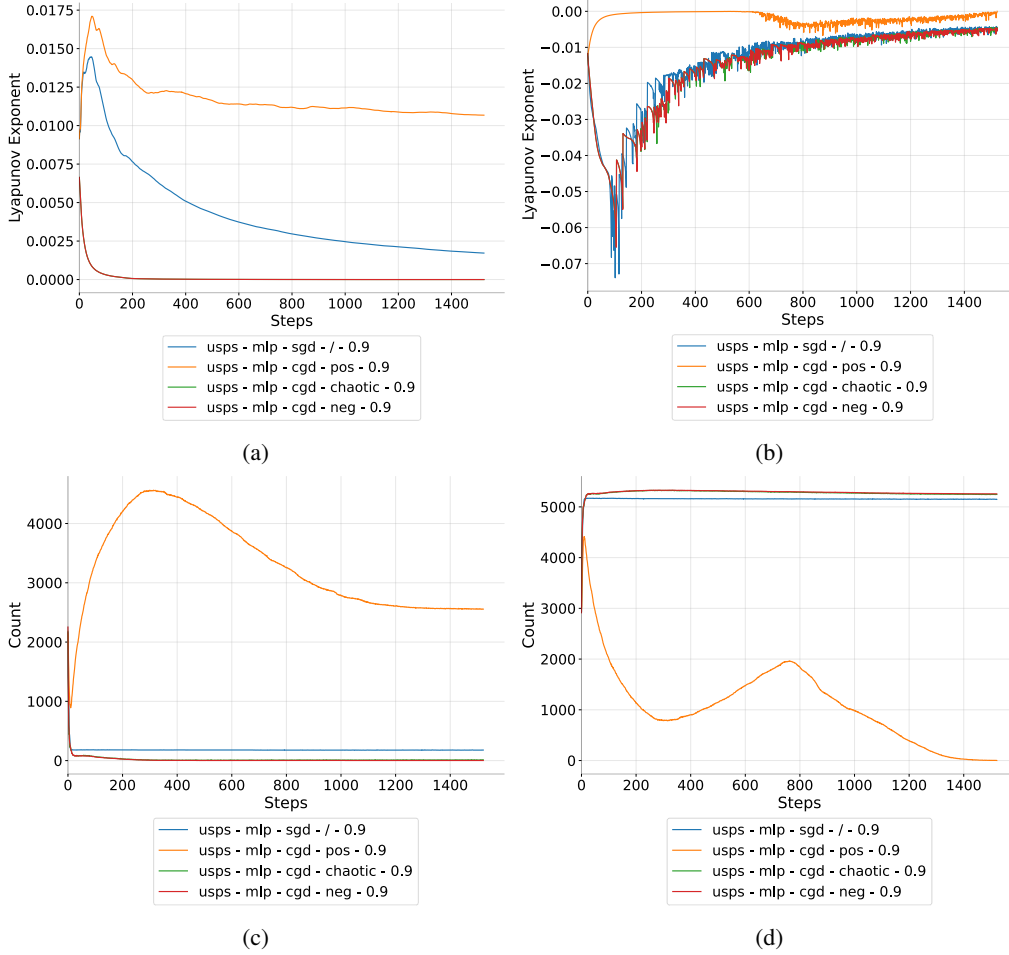 0.0175
0.0150
0.0125
0.0100
0.0075
0.0050
0.0025
0.0000
Lyapunov Exponent
0 200 400 600 800 1000 1200 1400
Steps
usps - mlp - sgd - / - 0.9
usps - mlp - cgd - pos - 0.9
usps - mlp - cgd - chaotic - 0.9
usps - mlp - cgd - neg - 0.9
(a)
0.00
−0.01
−0.02
−0.03
−0.04
−0.05
−0.06
−0.07
Lyapunov Exponent
0 200 400 600 800 1000 1200 1400
Steps
usps - mlp - sgd - / - 0.9
usps - mlp - cgd - pos - 0.9
usps - mlp - cgd - chaotic - 0.9
usps - mlp - cgd - neg - 0.9
(b)
4000
3000
2000
1000
0
Count
0 200 400 600 800 1000 1200 1400
Steps
usps - mlp - sgd - / - 0.9
usps - mlp - cgd - pos - 0.9
usps - mlp - cgd - chaotic - 0.9
usps - mlp - cgd - neg - 0.9
(c)
5000
4000
3000
2000
1000
0
Count
0 200 400 600 800 1000 1200 1400
Steps
usps - mlp - sgd - / - 0.9
usps - mlp - cgd - pos - 0.9
usps - mlp - cgd - chaotic - 0.9
usps - mlp - cgd - neg - 0.9
(d)